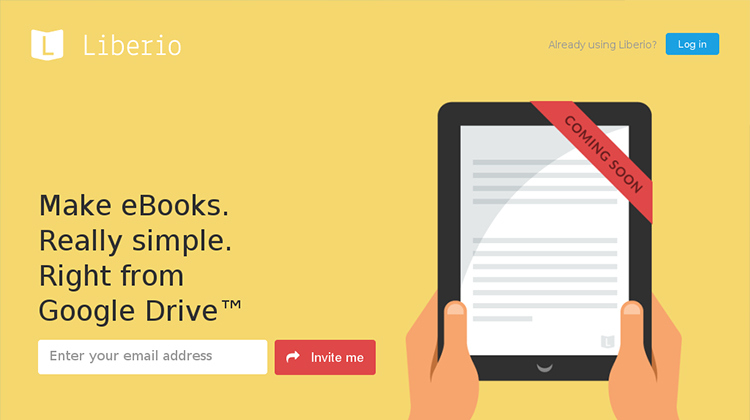 L Liberio
Already using Liberio?
Log in
COMING SOON
Make eBooks.
Really simple.
Right from
Google Drive™
Enter your email address
Invite me